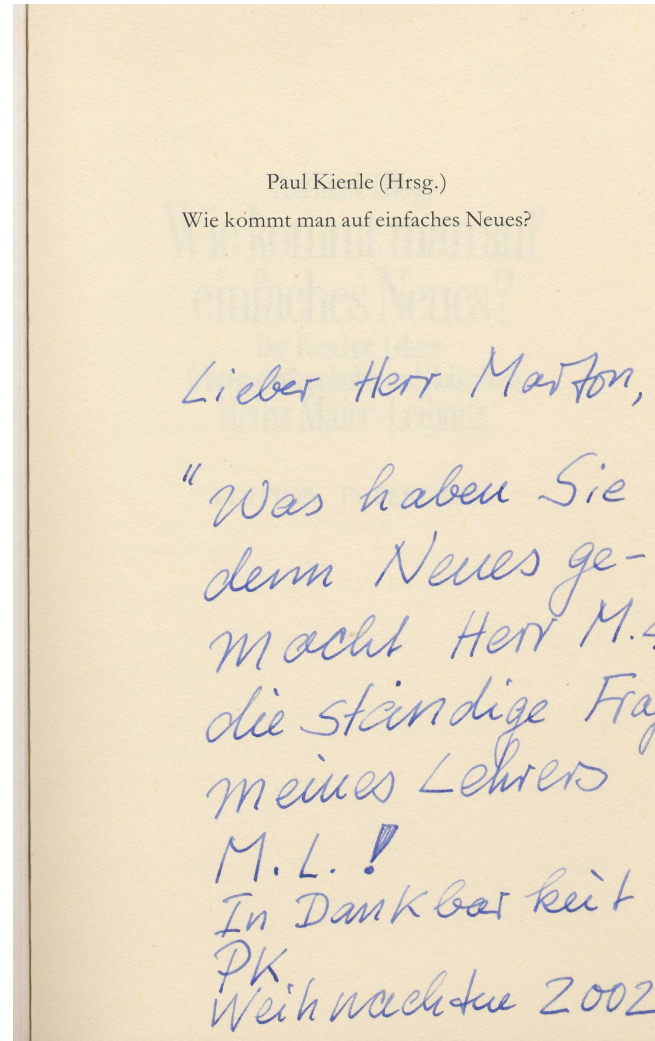 Paul Kienle (Hrsg.)
Wie kommt man auf einfaches Neues?
Lieber Herr Marton,
"Was haben Sie
denn Neues ge-
macht Herr M.
die ständige Frag
meines Lehrers
M.L.!
In Dankbarkeit
PK
Weihnachten 2002